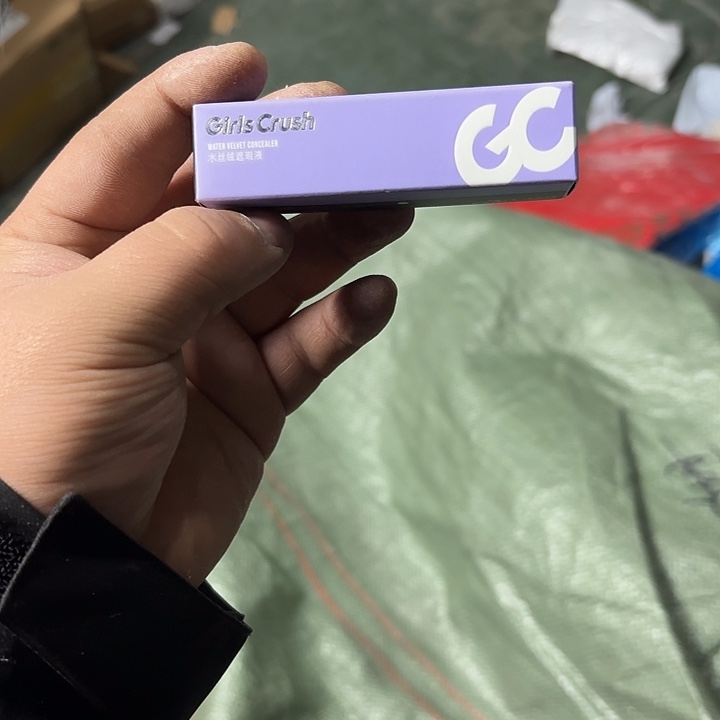 Girls Crush
WATER VELVET CONCEALER
水丝绒遮瑕液
GC